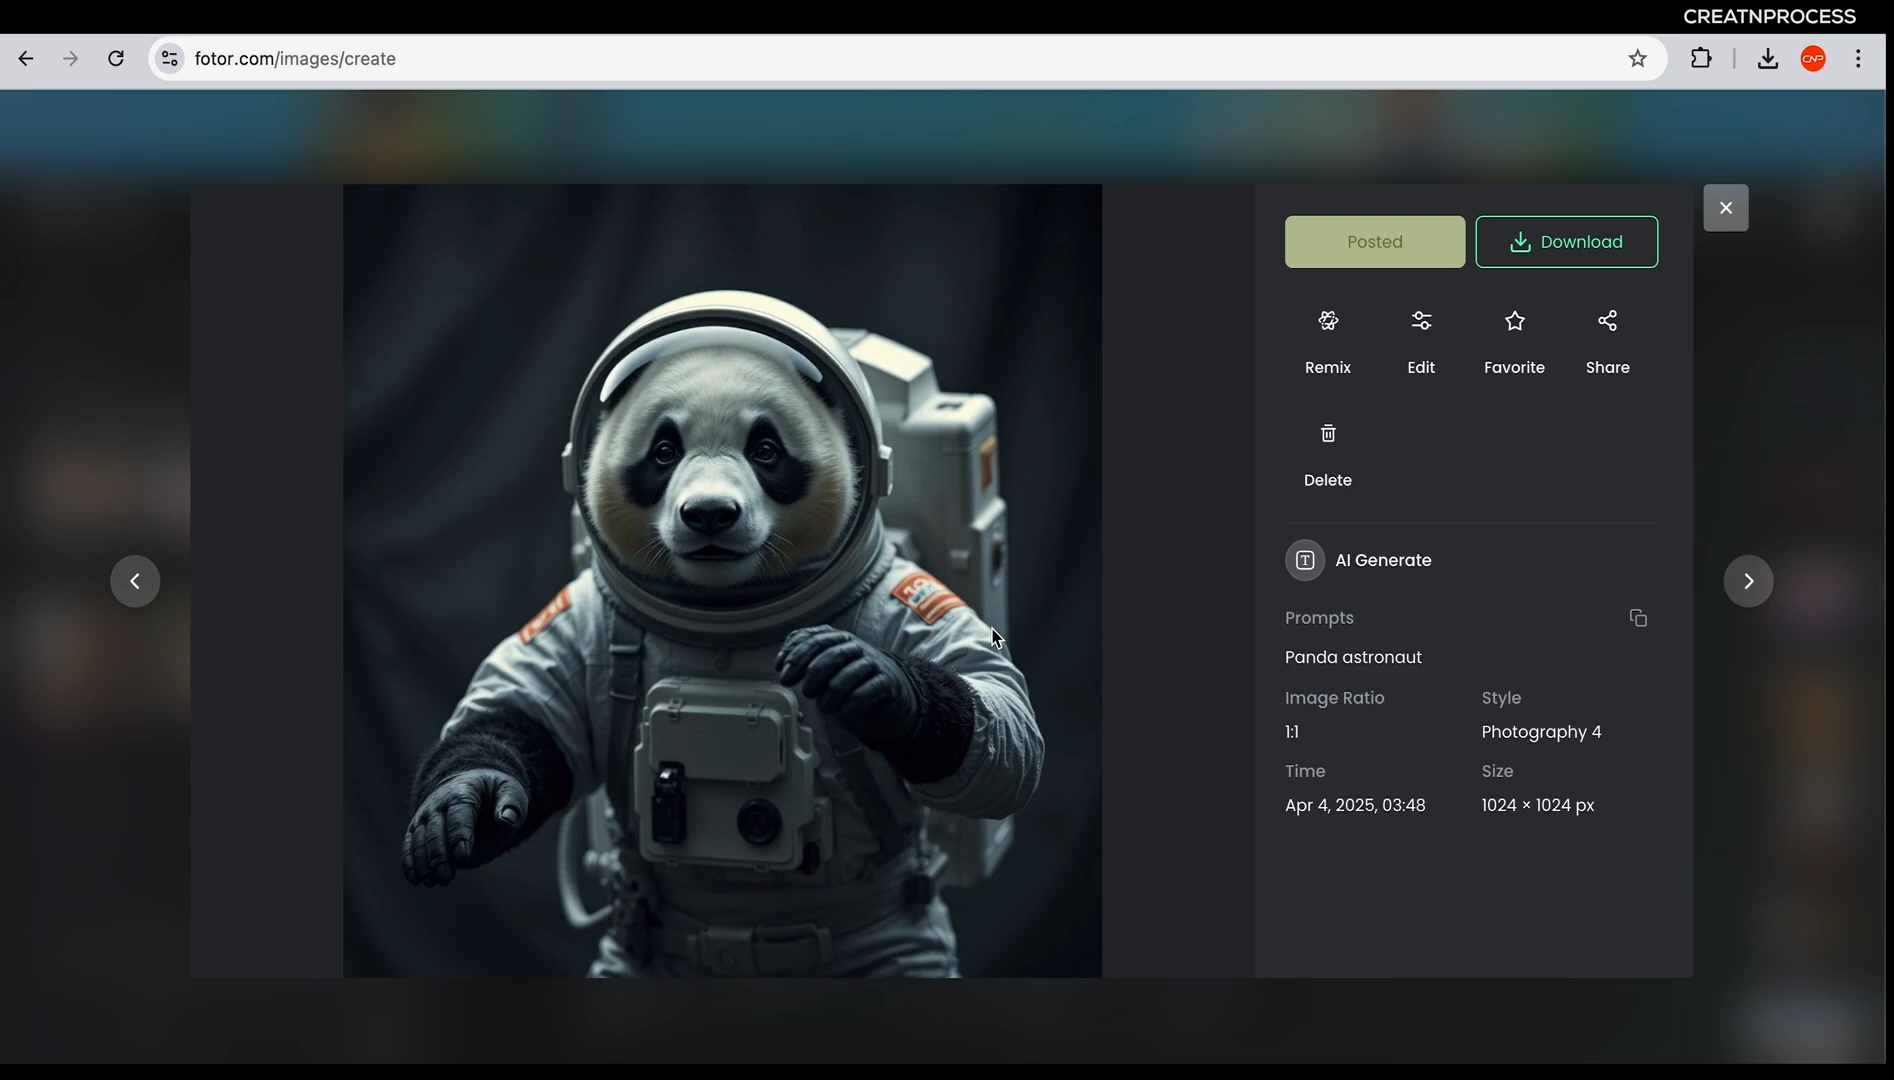 CREATNPROCESS
fotor.com/images/create
CNP
Posted
Download
Remix
Edit
Favorite
Share
Delete
T
AI Generate
Prompts
Panda astronaut
Image Ratio
Style
1:1
Photography 4
Time
Size
Apr 4, 2025, 03:48
1024 × 1024 px